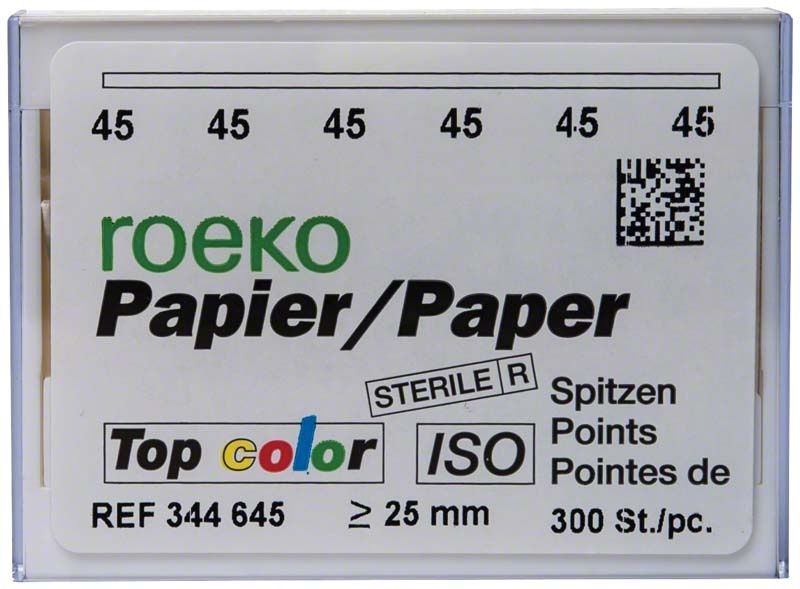 45 45 45 45 45 45
roeko
Papier/Paper
STERILE R
Spitzen
Top color
ISO
Points
Pointes de
REF 344 645
≥ 25 mm
300 St./pc.